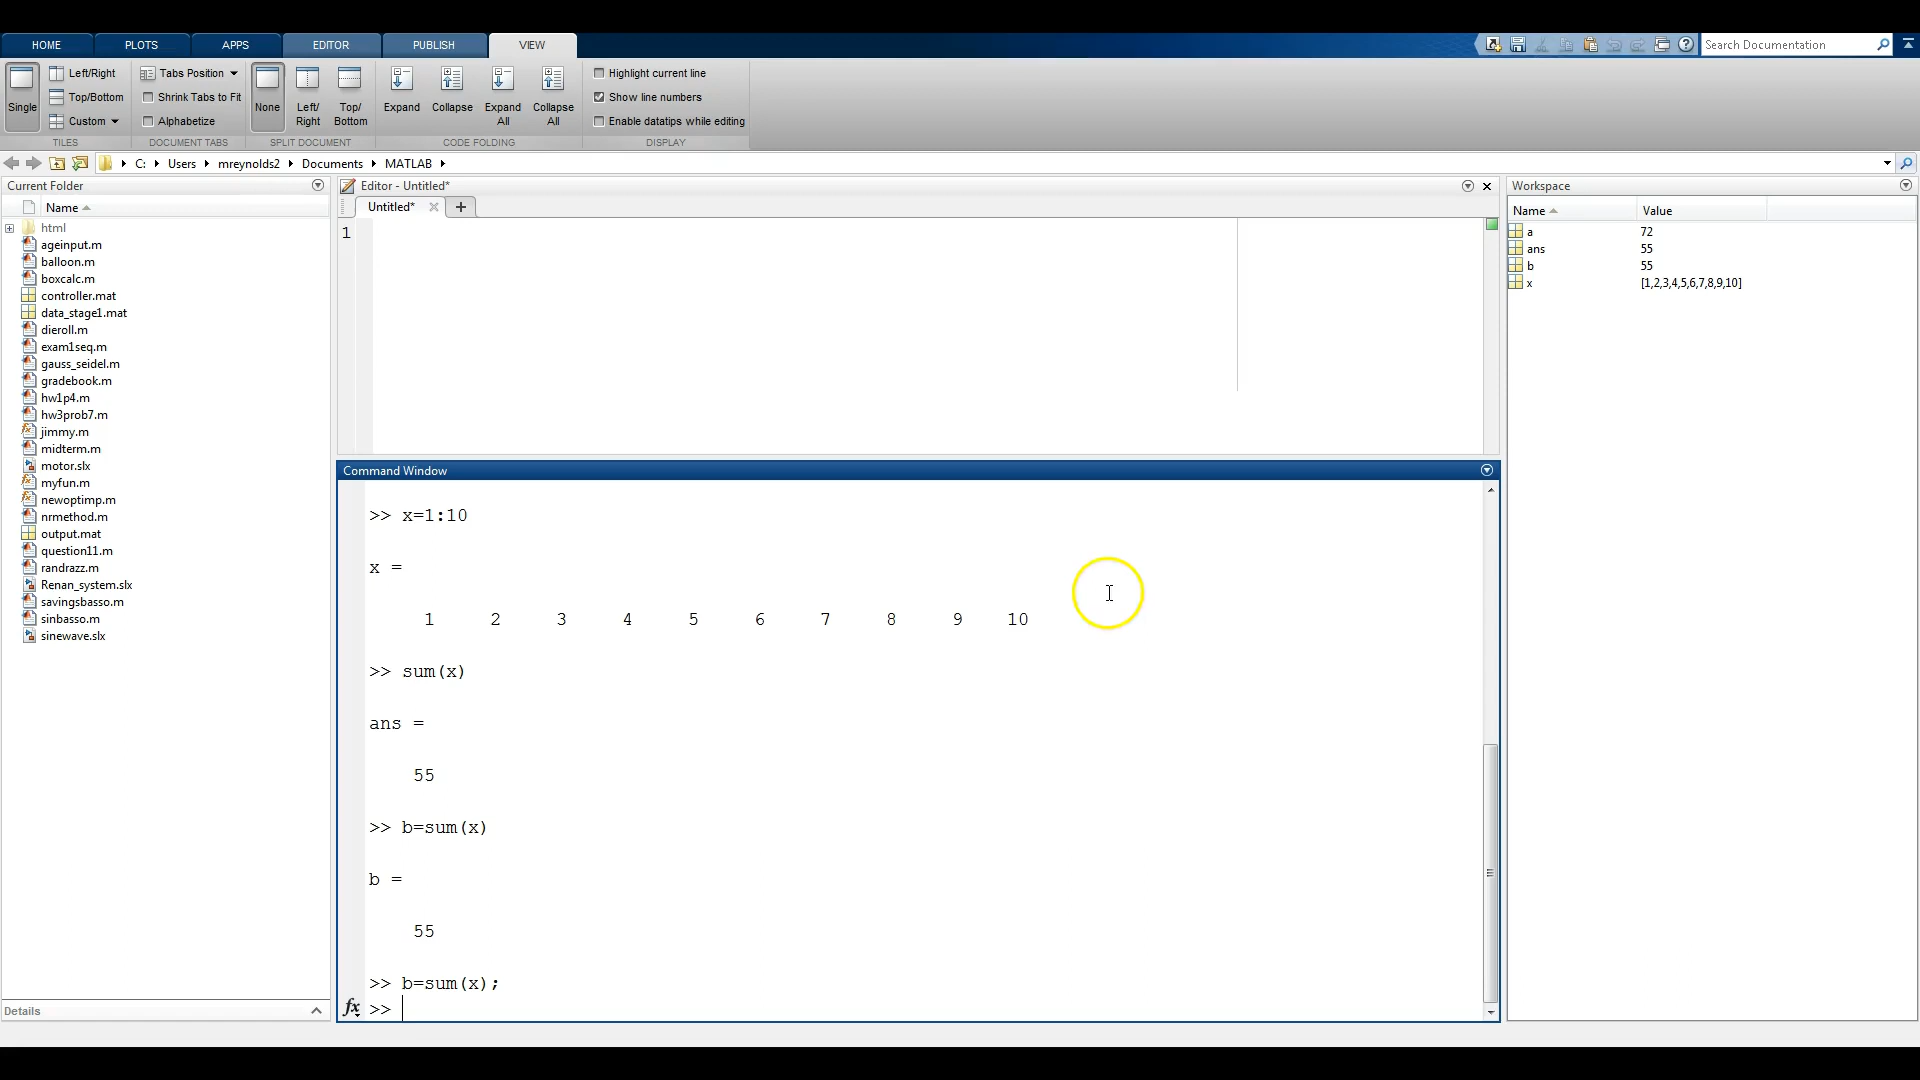 HOME PLOTS APPS EDITOR PUBLISH VIEW Search Documentation
Single Left/Right Top/Bottom Custom
TILES
Tabs Position Shrink Tabs to Fit Alphabetize
DOCUMENT TABS
None Left/Right Top/Bottom
SPLIT DOCUMENT
Expand Collapse Expand All Collapse All
CODE FOLDING
Highlight current line
Show line numbers
Enable datatips while editing
DISPLAY
C: Users mreynolds2 Documents MATLAB
Current Folder
Name
html
ageinput.m
balloon.m
boxcalc.m
controller.mat
data_stage1.mat
dieroll.m
exam1seq.m
gauss_seidel.m
gradebook.m
hw1p4.m
hw3prob7.m
jimmy.m
midterm.m
motor.slx
myfun.m
newoptimp.m
nrmethod.m
output.mat
question11.m
randrazz.m
Renan_system.slx
savingsbasso.m
sinbasso.m
sinewave.slx
Details
Editor - Untitled*
Untitled* +
1
Command Window
>> x=1:10
x =
1 2 3 4 5 6 7 8 9 10
>> sum(x)
ans =
55
>> b=sum(x)
b =
55
>> b=sum(x);
fx >>
Workspace
Name Value
a 72
ans 55
b 55
x [1,2,3,4,5,6,7,8,9,10]